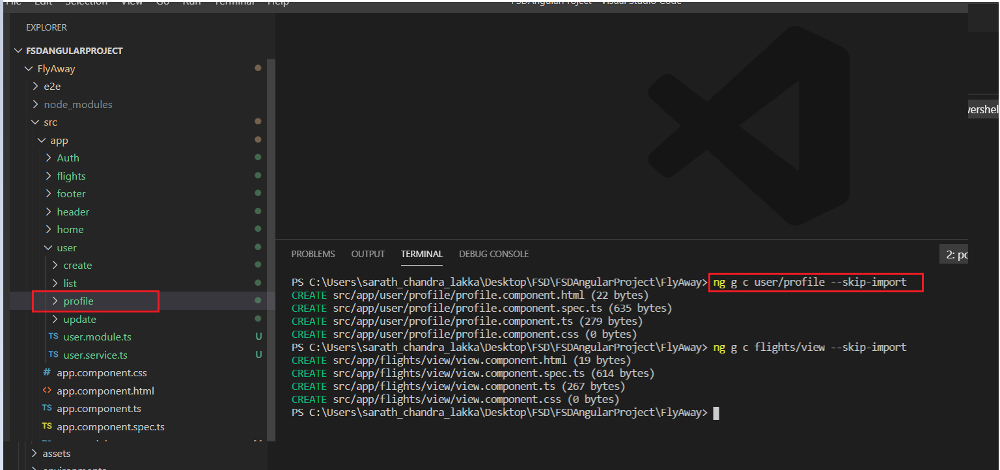 File Edit Selection View Go Run Terminal Help
FSDAngularProject Visual Studio Code
EXPLORER
FSDANGULARPROJECT
FlyAway
e2e
node_modules
src
app
Auth
flights
footer
header
home
user
create
list
profile
update
TS user.module.ts U
TS user.service.ts U
# app.component.css
<> app.component.html
TS app.component.ts
TS app.component.spec.ts
assets
PROBLEMS OUTPUT TERMINAL DEBUG CONSOLE
2:
PS C:\Users\sarath_chandra_lakka\Desktop\FSD\FSDAngularProject\FlyAway> ng g c user/profile --skip-import
CREATE src/app/user/profile/profile.component.html (22 bytes)
CREATE src/app/user/profile/profile.component.spec.ts (635 bytes)
CREATE src/app/user/profile/profile.component.ts (279 bytes)
CREATE src/app/user/profile/profile.component.css (0 bytes)
PS C:\Users\sarath_chandra_lakka\Desktop\FSD\FSDAngularProject\FlyAway> ng g c flights/view --skip-import
CREATE src/app/flights/view/view.component.html (19 bytes)
CREATE src/app/flights/view/view.component.spec.ts (614 bytes)
CREATE src/app/flights/view/view.component.ts (267 bytes)
CREATE src/app/flights/view/view.component.css (0 bytes)
PS C:\Users\sarath_chandra_lakka\Desktop\FSD\FSDAngularProject\FlyAway>